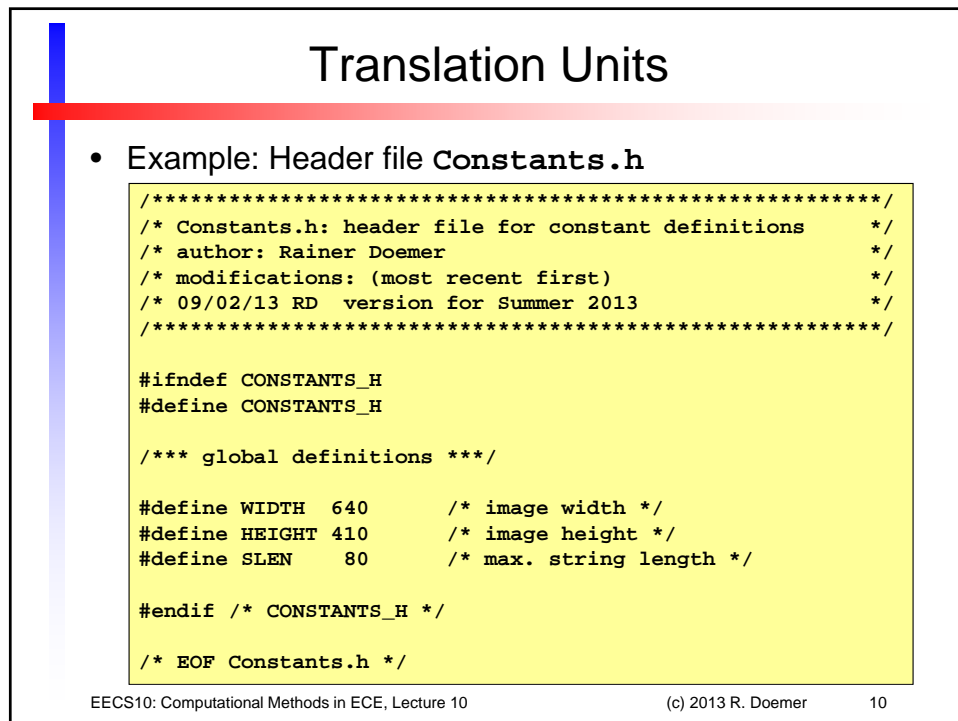 Translation Units
• Example: Header file Constants.h
/*********************************************************/
/* Constants.h: header file for constant definitions     */
/* author: Rainer Doemer                                 */
/* modifications: (most recent first)                    */
/* 09/02/13 RD  version for Summer 2013                  */
/*********************************************************/
#ifndef CONSTANTS_H
#define CONSTANTS_H
/*** global definitions ***/
#define WIDTH  640      /* image width */
#define HEIGHT 410      /* image height */
#define SLEN    80      /* max. string length */
#endif /* CONSTANTS_H */
/* EOF Constants.h */
EECS10: Computational Methods in ECE, Lecture 10 (c) 2013 R. Doemer 10